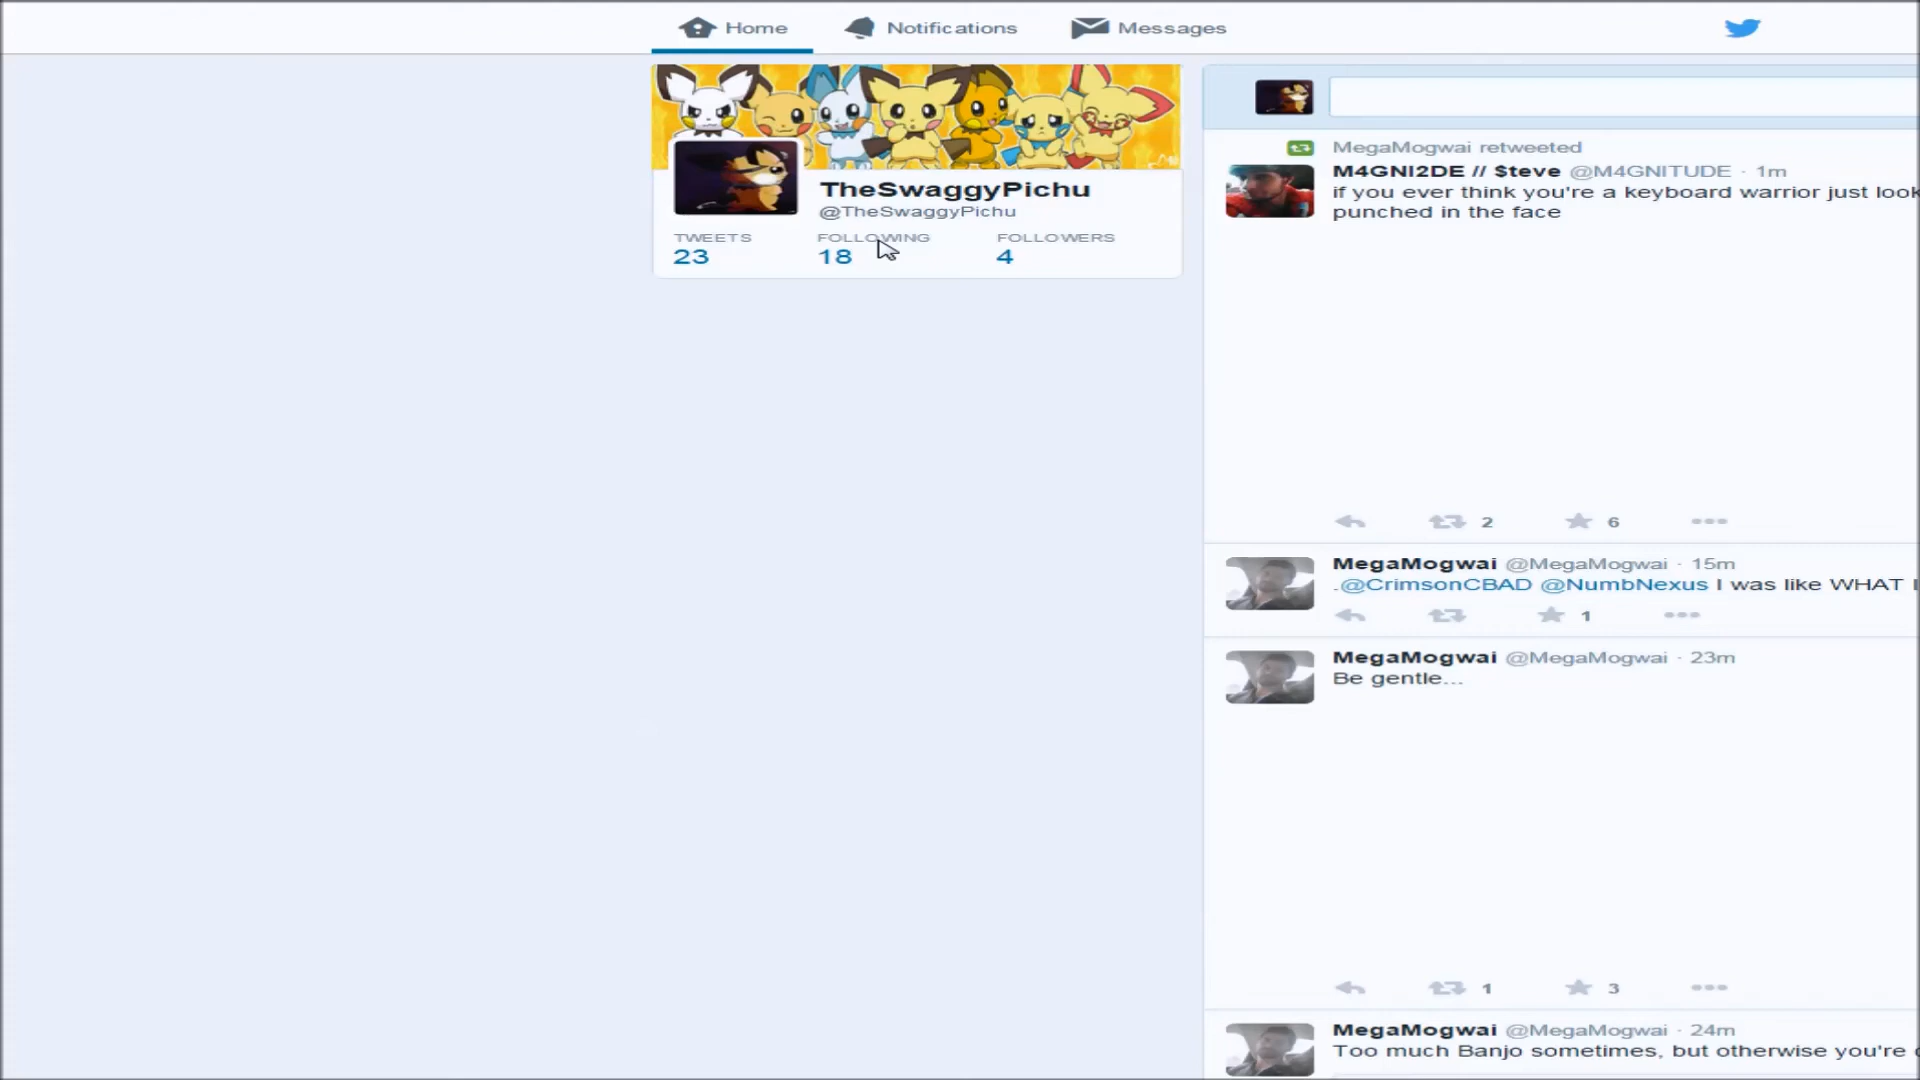 Home Notifications Messages
TheSwaggyPichu
@TheSwaggyPichu
TWEETS FOLLOWING FOLLOWERS
23 18 4
MegaMogwai retweeted
M4GNI2DE // $teve @M4GNITUDE · 1m
if you ever think you're a keyboard warrior just look
punched in the face
2 6
MegaMogwai @MegaMogwai · 15m
.@CrimsonCBAD @NumbNexus I was like WHAT I
1
MegaMogwai @MegaMogwai · 23m
Be gentle...
1 3
MegaMogwai @MegaMogwai · 24m
Too much Banjo sometimes, but otherwise you're